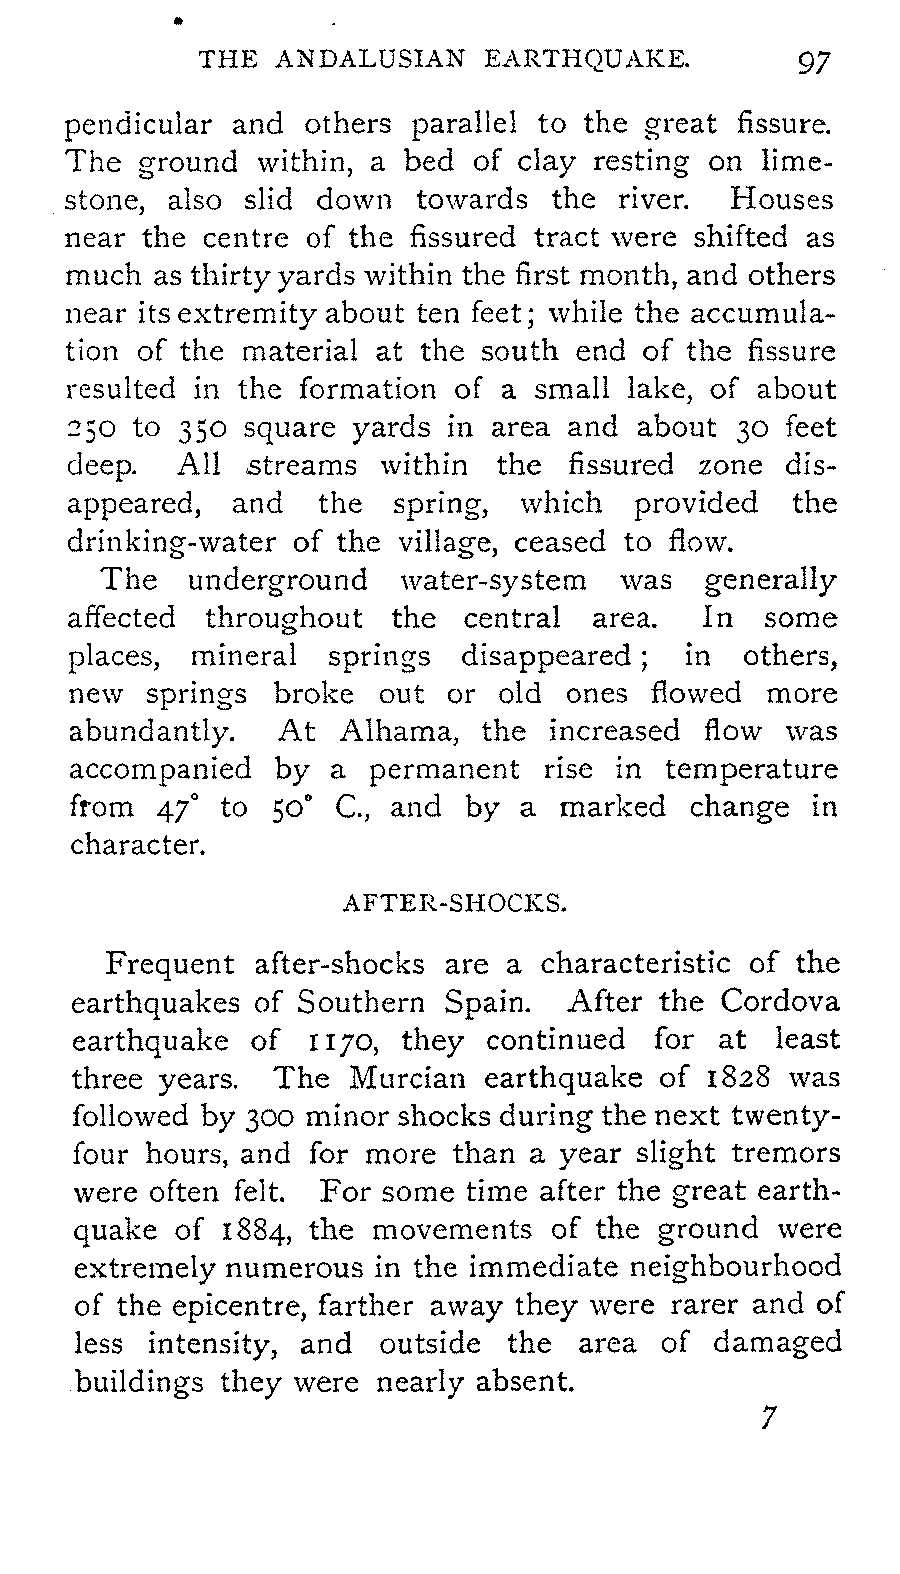 THE ANDALUSIAN EARTHQUAKE. 97
pendicular and others parallel to the great fissure.
The ground within, a bed of clay resting on lime-
stone, also slid down towards the river. Houses
near the centre of the fissured tract were shifted as
much as thirty yards within the first month, and others
near its extremity about ten feet; while the accumula-
tion of the material at the south end of the fissure
resulted in the formation of a small lake, of about
250 to 350 square yards in area and about 30 feet
deep. All streams within the fissured zone dis-
appeared, and the spring, which provided the
drinking-water of the village, ceased to flow.
The underground water-system was generally
affected throughout the central area. In some
places, mineral springs disappeared; in others,
new springs broke out or old ones flowed more
abundantly. At Alhama, the increased flow was
accompanied by a permanent rise in temperature
from 47° to 50° C., and by a marked change in
character.
AFTER-SHOCKS.
Frequent after-shocks are a characteristic of the
earthquakes of Southern Spain. After the Cordova
earthquake of 1170, they continued for at least
three years. The Murcian earthquake of 1828 was
followed by 300 minor shocks during the next twenty-
four hours, and for more than a year slight tremors
were often felt. For some time after the great earth-
quake of 1884, the movements of the ground were
extremely numerous in the immediate neighbourhood
of the epicentre, farther away they were rarer and of
less intensity, and outside the area of damaged
buildings they were nearly absent.
7